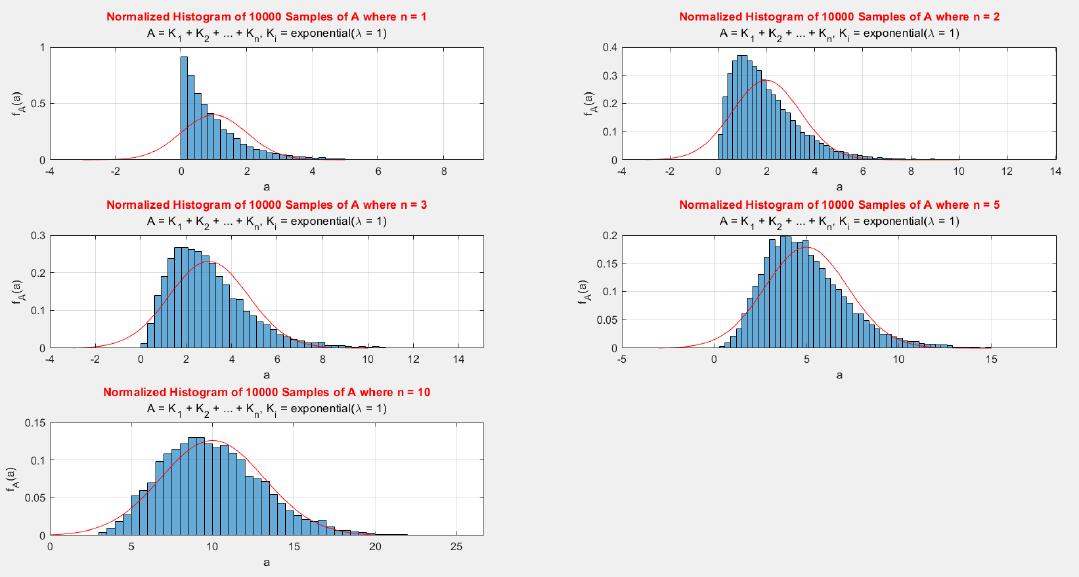 Normalized Histogram of 10000 Samples of A where n = 1
A = K1 + K2 + ... + Kn, Ki = exponential(λ = 1)
1
0.5
0
fA(a)
-4 -2 0 2 4 6 8
a
Normalized Histogram of 10000 Samples of A where n = 2
A = K1 + K2 + ... + Kn, Ki = exponential(λ = 1)
0.4
0.3
0.2
0.1
0
fA(a)
-4 -2 0 2 4 6 8 10 12 14
a
Normalized Histogram of 10000 Samples of A where n = 3
A = K1 + K2 + ... + Kn, Ki = exponential(λ = 1)
0.3
0.2
0.1
0
fA(a)
-4 -2 0 2 4 6 8 10 12 14
a
Normalized Histogram of 10000 Samples of A where n = 5
A = K1 + K2 + ... + Kn, Ki = exponential(λ = 1)
0.2
0.15
0.1
0.05
0
fA(a)
-5 0 5 10 15
a
Normalized Histogram of 10000 Samples of A where n = 10
A = K1 + K2 + ... + Kn, Ki = exponential(λ = 1)
0.15
0.1
0.05
0
fA(a)
0 5 10 15 20 25
a